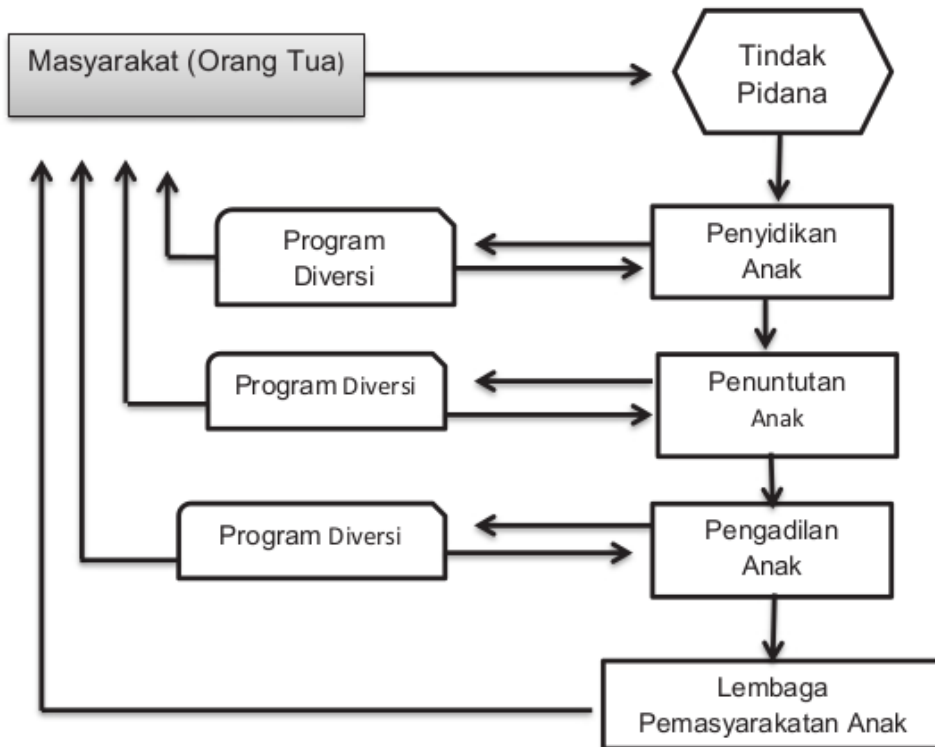 Masyarakat (Orang Tua)
Tindak
Pidana
Program
Diversi
Penyidikan
Anak
Program Diversi
Penuntutan
Anak
Program Diversi
Pengadilan
Anak
Lembaga
Pemasyarakatan Anak